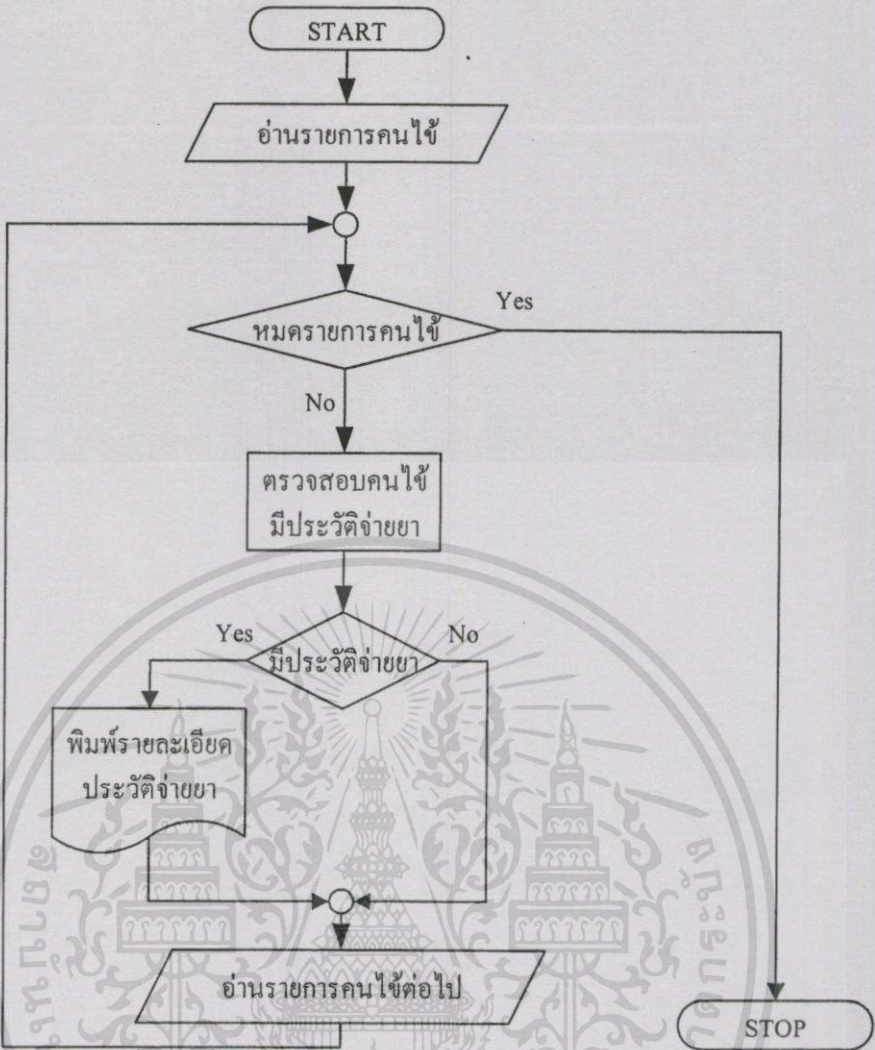 START
อ่านรายการคนไข้
หมดรายการคนไข้
Yes
No
ตรวจสอบคนไข้
มีประวัติจ่ายยา
Yes
มีประวัติจ่ายยา
No
พิมพ์รายละเอียด
ประวัติจ่ายยา
อ่านรายการคนไข้ต่อไป
STOP